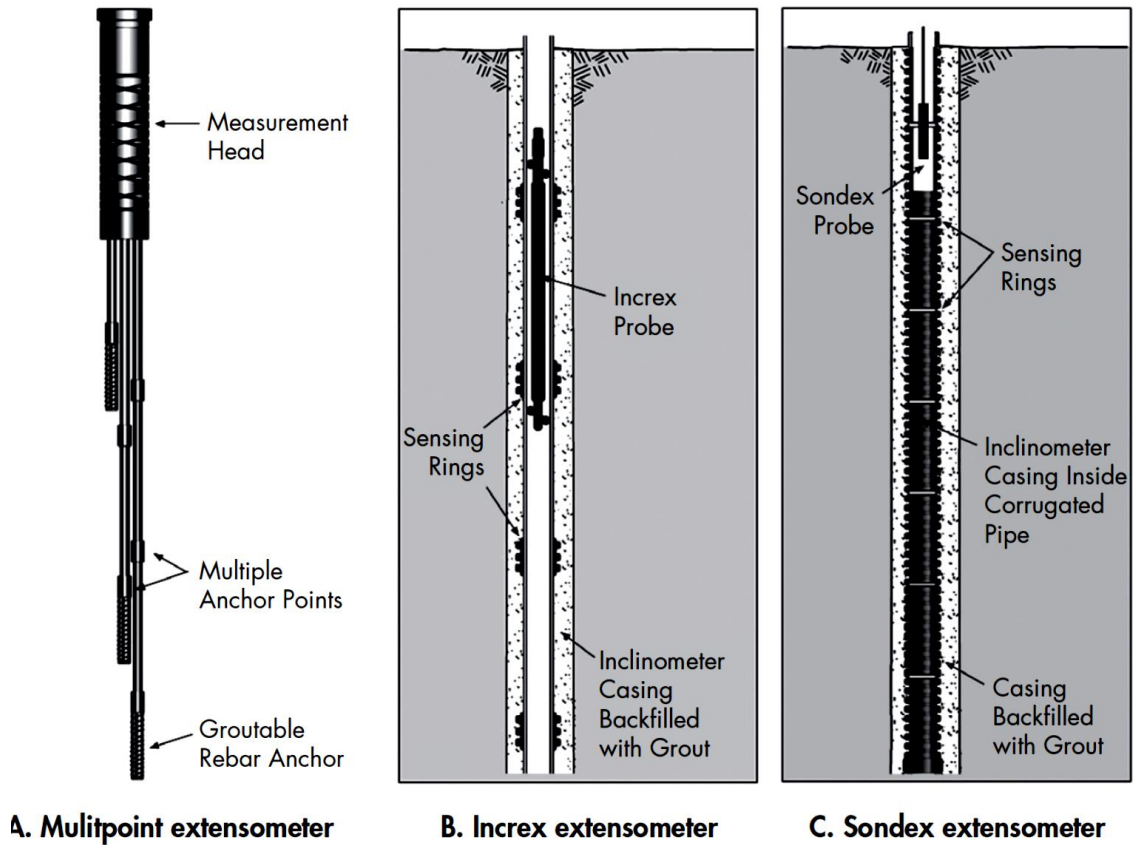 Measurement
Head
Multiple
Anchor Points
Groutable
Rebar Anchor
A. Mulitpoint extensometer
Increx
Probe
Sensing
Rings
Inclinometer
Casing
Backfilled
with Grout
B. Increx extensometer
Sondex
Probe
Sensing
Rings
Inclinometer
Casing Inside
Corrugated
Pipe
Casing
Backfilled
with Grout
C. Sondex extensometer